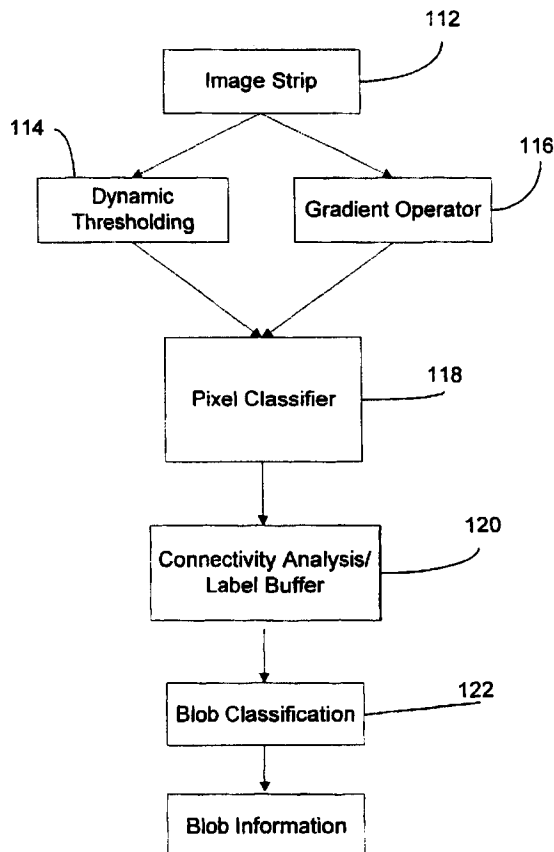 112
Image Strip
114
116
Dynamic
Thresholding
Gradient Operator
118
Pixel Classifier
120
Connectivity Analysis/
Label Buffer
122
Blob Classification
Blob Information